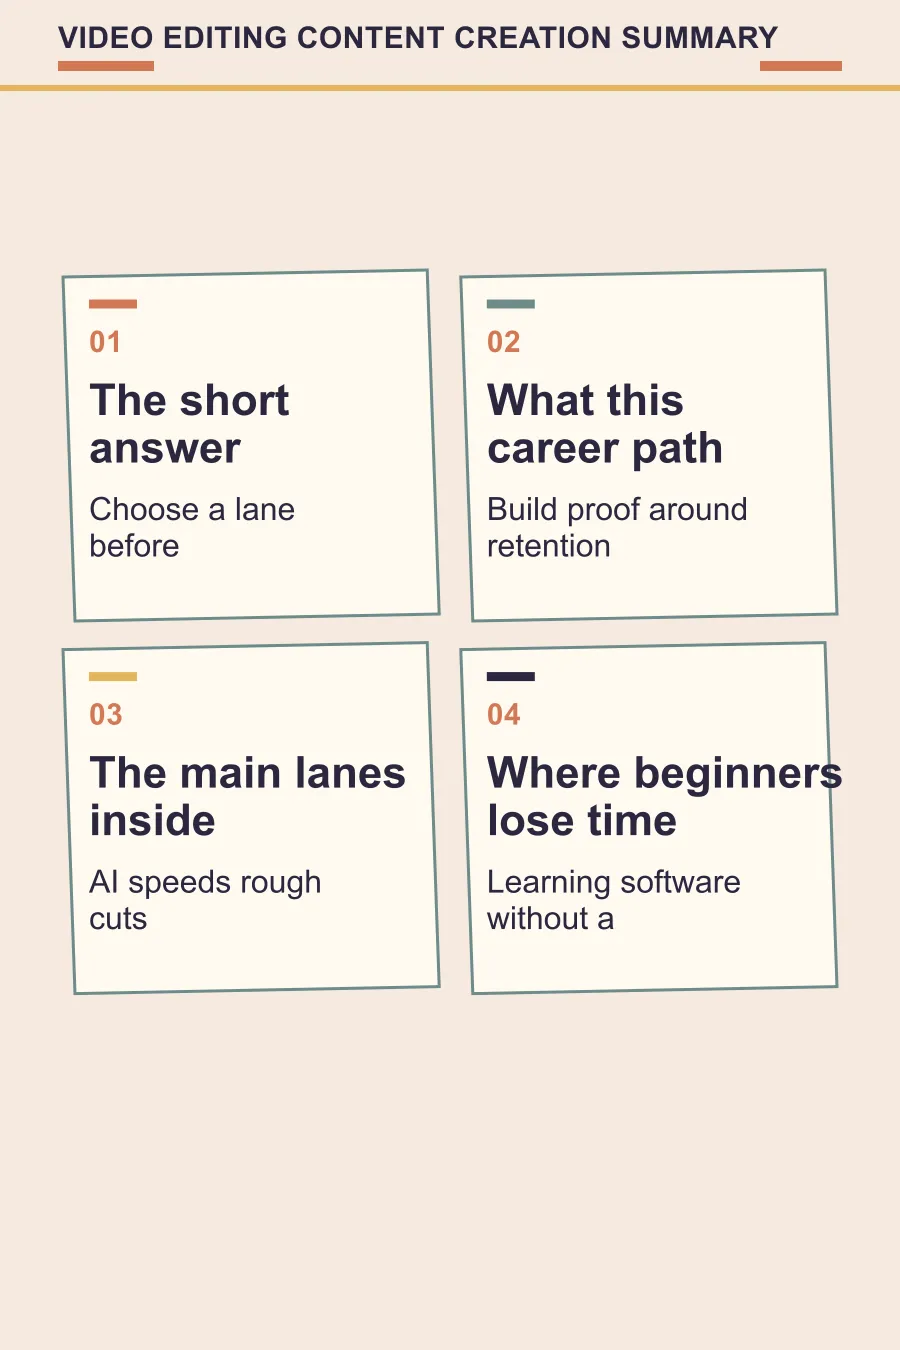 VIDEO EDITING CONTENT CREATION SUMMARY
01
The short
answer
Choose a lane
before
02
What this
career path
Build proof around
retention
03
The main lanes
inside
AI speeds rough
cuts
04
Where beginners
lose time
Learning software
without a